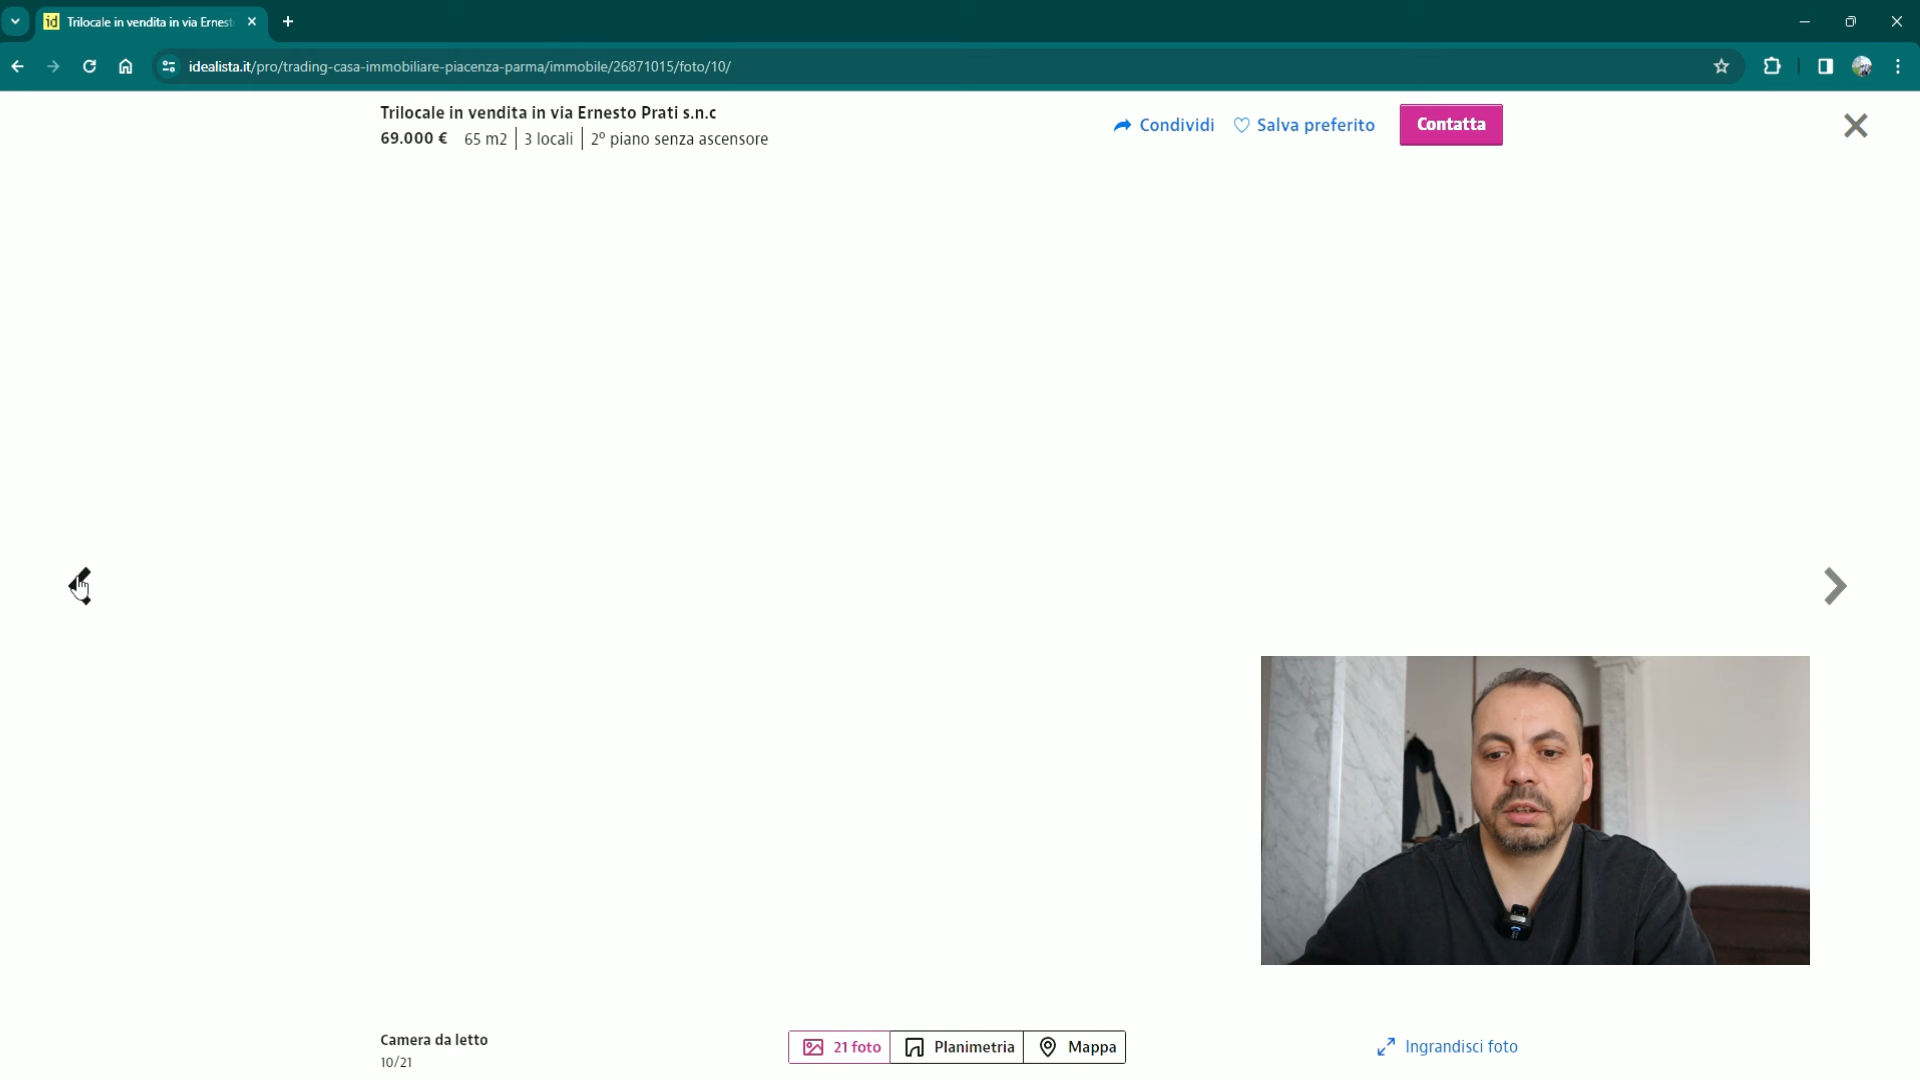 id Trilocale in vendita in via Ernest
idealista.it/pro/trading-casa-immobiliare-piacenza-parma/immobile/26871015/foto/10/
Trilocale in vendita in via Ernesto Prati s.n.c
69.000 € 65 m2 3 locali 2º piano senza ascensore
Condividi Salva preferito Contatta
Camera da letto
10/21
21 foto Planimetria Mappa
Ingrandisci foto